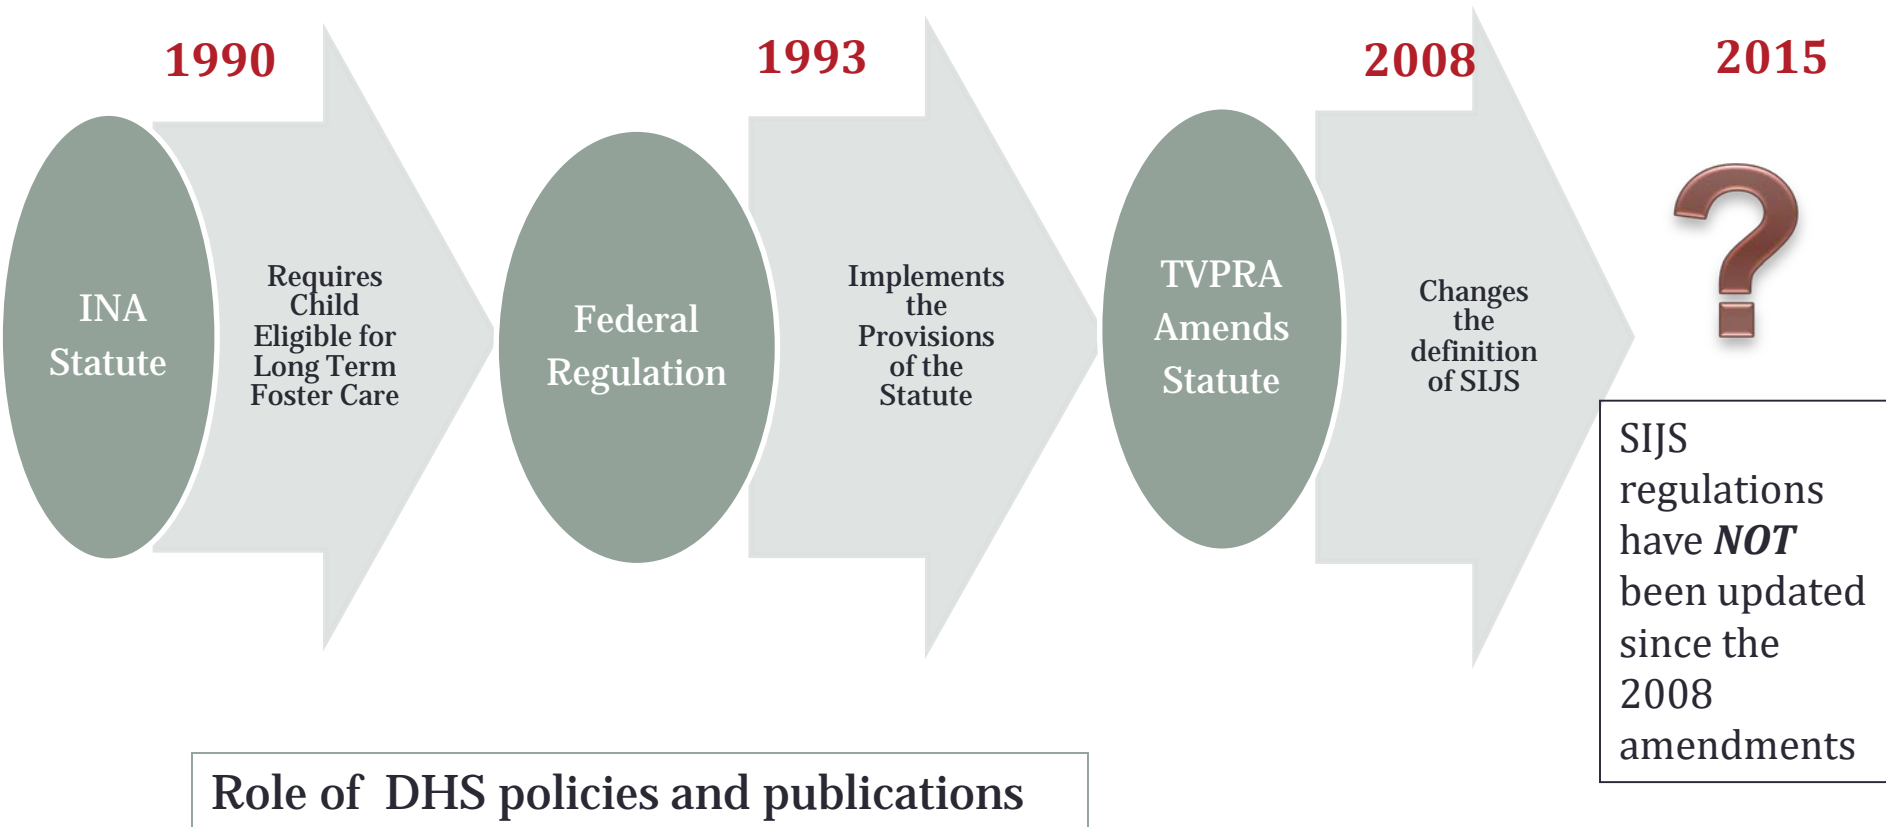 1990
1993
2008
2015
INA
Statute
Requires
Child
Eligible for
Long Term
Foster Care
Federal
Regulation
Implements
the
Provisions
of the
Statute
TVPRA
Amends
Statute
Changes
the
definition
of SIJS
?
SIJS
regulations
have NOT
been updated
since the
2008
amendments
Role of DHS policies and publications